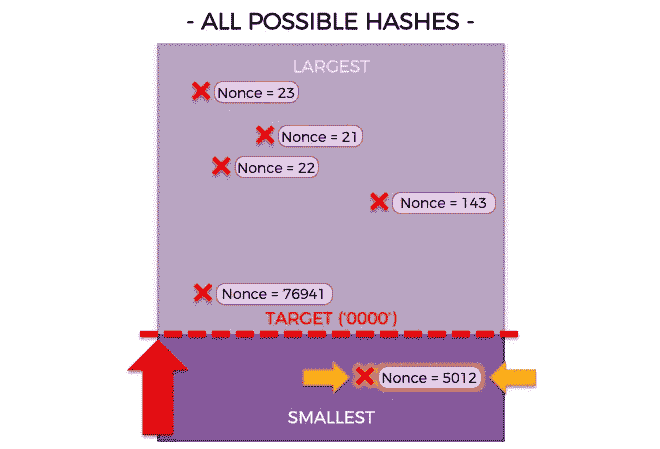 - ALL POSSIBLE HASHES -
LARGEST
Nonce = 23
Nonce = 21
Nonce = 22
Nonce = 143
Nonce = 76941
TARGET ('0000')
Nonce = 5012
SMALLEST